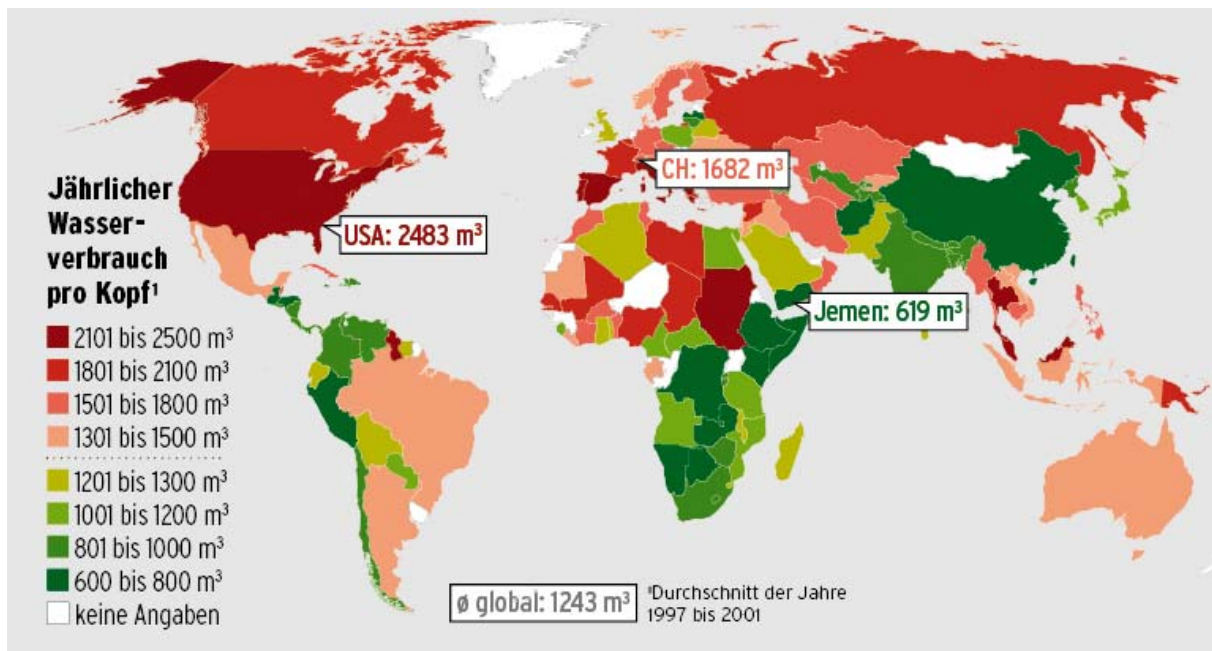 CH: 1682 m³
Jährlicher
Wasser-
verbrauch
pro Kopf¹
USA: 2483 m³
Jemen: 619 m³
2101 bis 2500 m³
1801 bis 2100 m³
1501 bis 1800 m³
1301 bis 1500 m³
1201 bis 1300 m³
1001 bis 1200 m³
801 bis 1000 m³
600 bis 800 m³
keine Angaben
ø global: 1243 m³
¹Durchschnitt der Jahre
1997 bis 2001